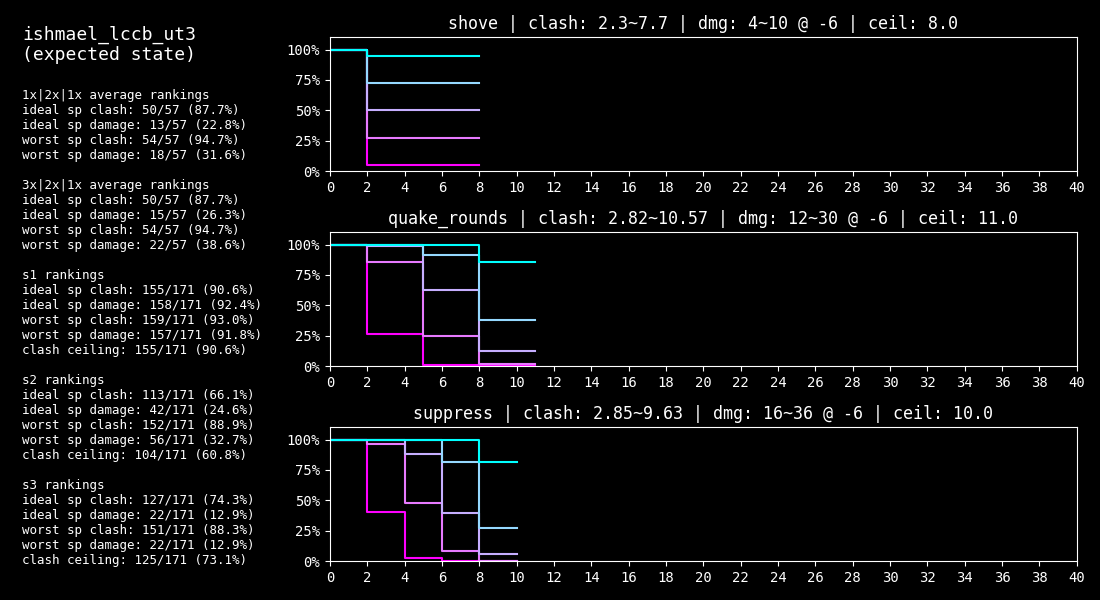 ishmael_lccb_ut3
(expected state)
1x|2x|1x average rankings
ideal sp clash: 50/57 (87.7%)
ideal sp damage: 13/57 (22.8%)
worst sp clash: 54/57 (94.7%)
worst sp damage: 18/57 (31.6%)
3x|2x|1x average rankings
ideal sp clash: 50/57 (87.7%)
ideal sp damage: 15/57 (26.3%)
worst sp clash: 54/57 (94.7%)
worst sp damage: 22/57 (38.6%)
s1 rankings
ideal sp clash: 155/171 (90.6%)
ideal sp damage: 158/171 (92.4%)
worst sp clash: 159/171 (93.0%)
worst sp damage: 157/171 (91.8%)
clash ceiling: 155/171 (90.6%)
s2 rankings
ideal sp clash: 113/171 (66.1%)
ideal sp damage: 42/171 (24.6%)
worst sp clash: 152/171 (88.9%)
worst sp damage: 56/171 (32.7%)
clash ceiling: 104/171 (60.8%)
s3 rankings
ideal sp clash: 127/171 (74.3%)
ideal sp damage: 22/171 (12.9%)
worst sp clash: 151/171 (88.3%)
worst sp damage: 22/171 (12.9%)
clash ceiling: 125/171 (73.1%)
shove | clash: 2.3~7.7 | dmg: 4~10 @ -6 | ceil: 8.0
100%
75%
50%
25%
0%
0 2 4 6 8 10 12 14 16 18 20 22 24 26 28 30 32 34 36 38 40
quake_rounds | clash: 2.82~10.57 | dmg: 12~30 @ -6 | ceil: 11.0
100%
75%
50%
25%
0%
0 2 4 6 8 10 12 14 16 18 20 22 24 26 28 30 32 34 36 38 40
suppress | clash: 2.85~9.63 | dmg: 16~36 @ -6 | ceil: 10.0
100%
75%
50%
25%
0%
0 2 4 6 8 10 12 14 16 18 20 22 24 26 28 30 32 34 36 38 40